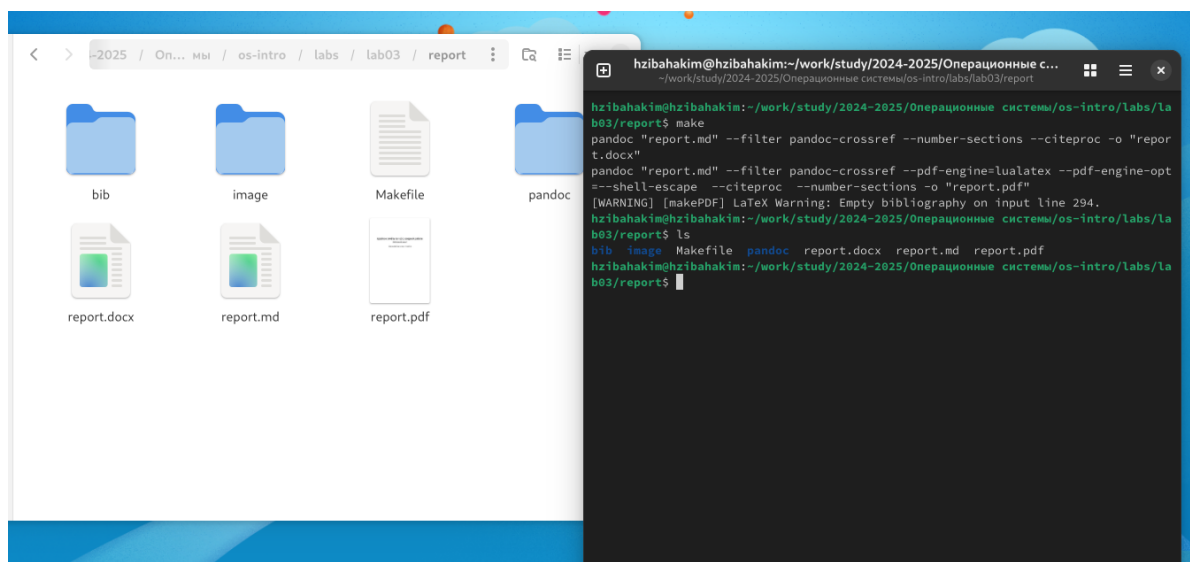 -2025 / Оп... мы / os-intro / labs / lab03 / report
bib
image
Makefile
pandoc
report.docx
report.md
report.pdf
hzibahakim@hzibahakim:~/work/study/2024-2025/Операционные с...
~/work/study/2024-2025/Операционные системы/os-intro/labs/lab03/report
hzibahakim@hzibahakim:~/work/study/2024-2025/Операционные системы/os-intro/labs/la
b03/report$ make
pandoc "report.md" --filter pandoc-crossref --number-sections --citeproc -o "repor
t.docx"
pandoc "report.md" --filter pandoc-crossref --pdf-engine=lualatex --pdf-engine-opt
=--shell-escape --citeproc --number-sections -o "report.pdf"
[WARNING] [makePDF] LaTeX Warning: Empty bibliography on input line 294.
hzibahakim@hzibahakim:~/work/study/2024-2025/Операционные системы/os-intro/labs/la
b03/report$ ls
bib image Makefile pandoc report.docx report.md report.pdf
hzibahakim@hzibahakim:~/work/study/2024-2025/Операционные системы/os-intro/labs/la
b03/report$